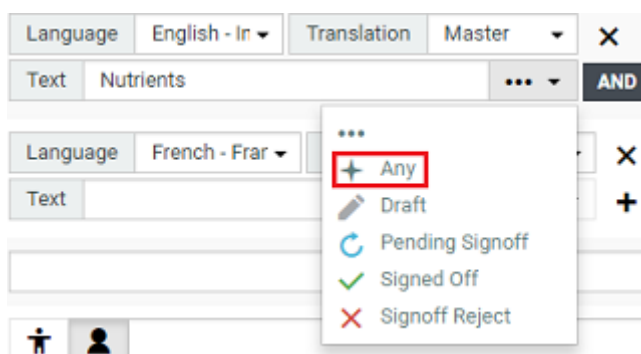 Language English - Ir Translation Master
Text Nutrients ••• AND
•••
Language French - Frar
Any
Text
Draft
Pending Signoff
Signed Off
Signoff Reject